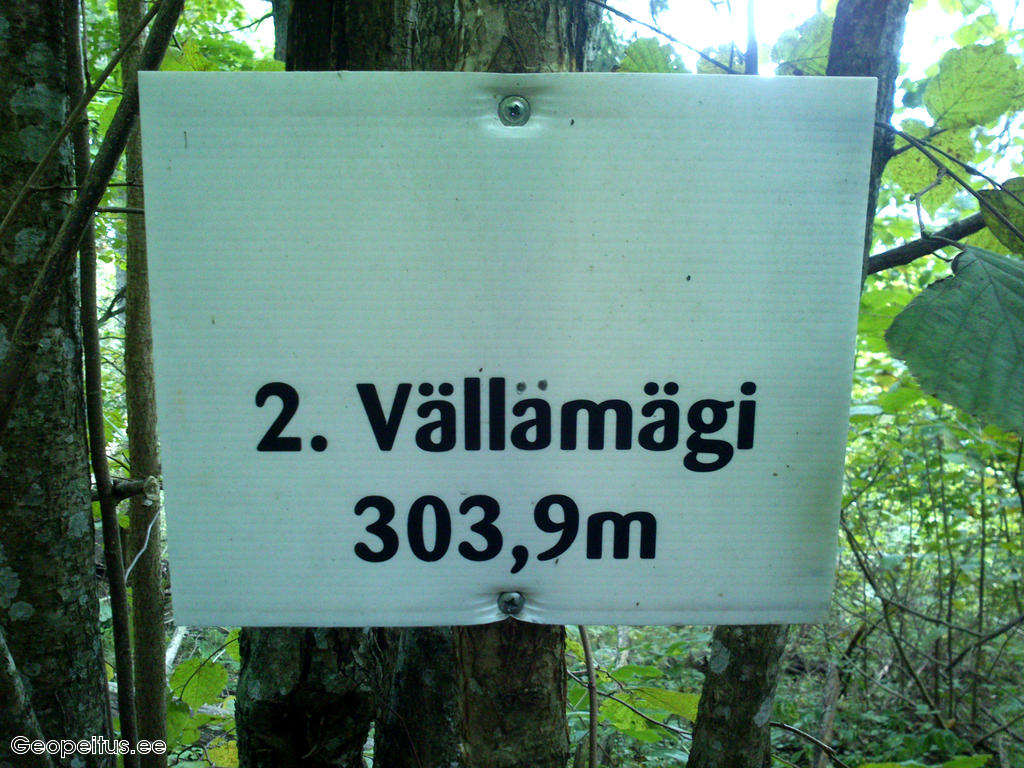 2. Vällamägi
303,9m
Geopeitus.ee